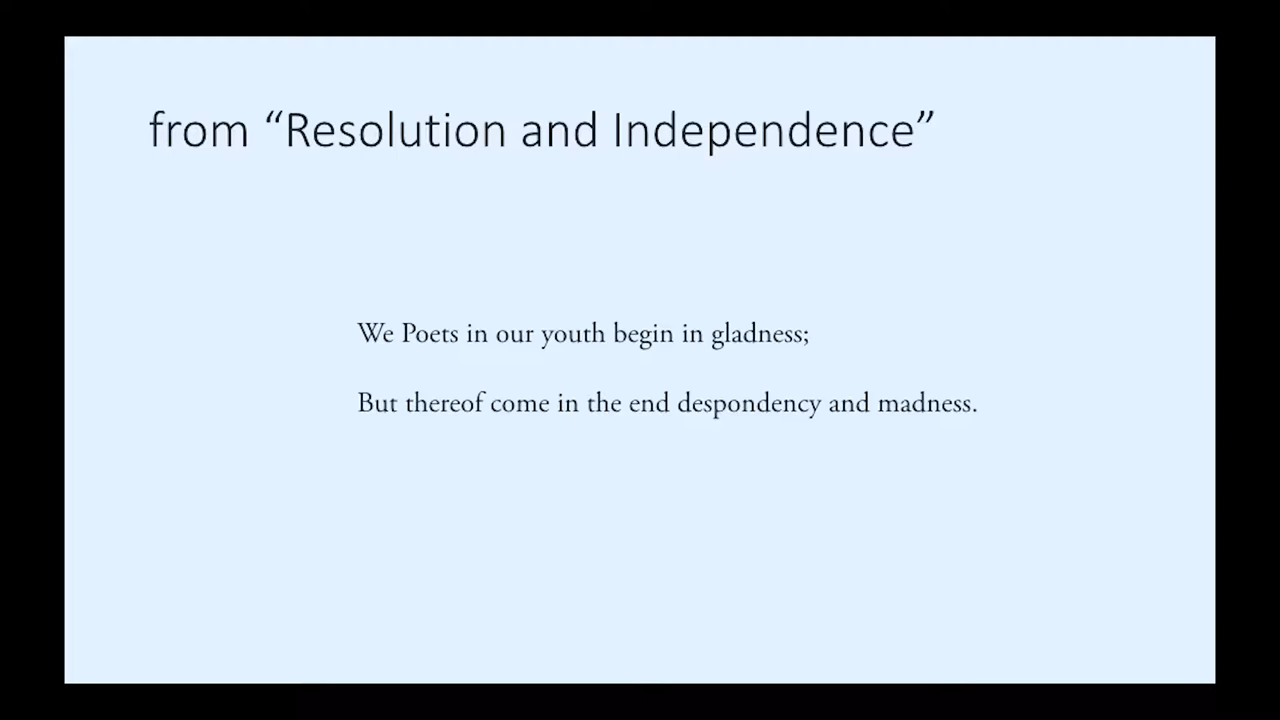 from “Resolution and Independence”
We Poets in our youth begin in gladness;
But thereof come in the end despondency and madness.